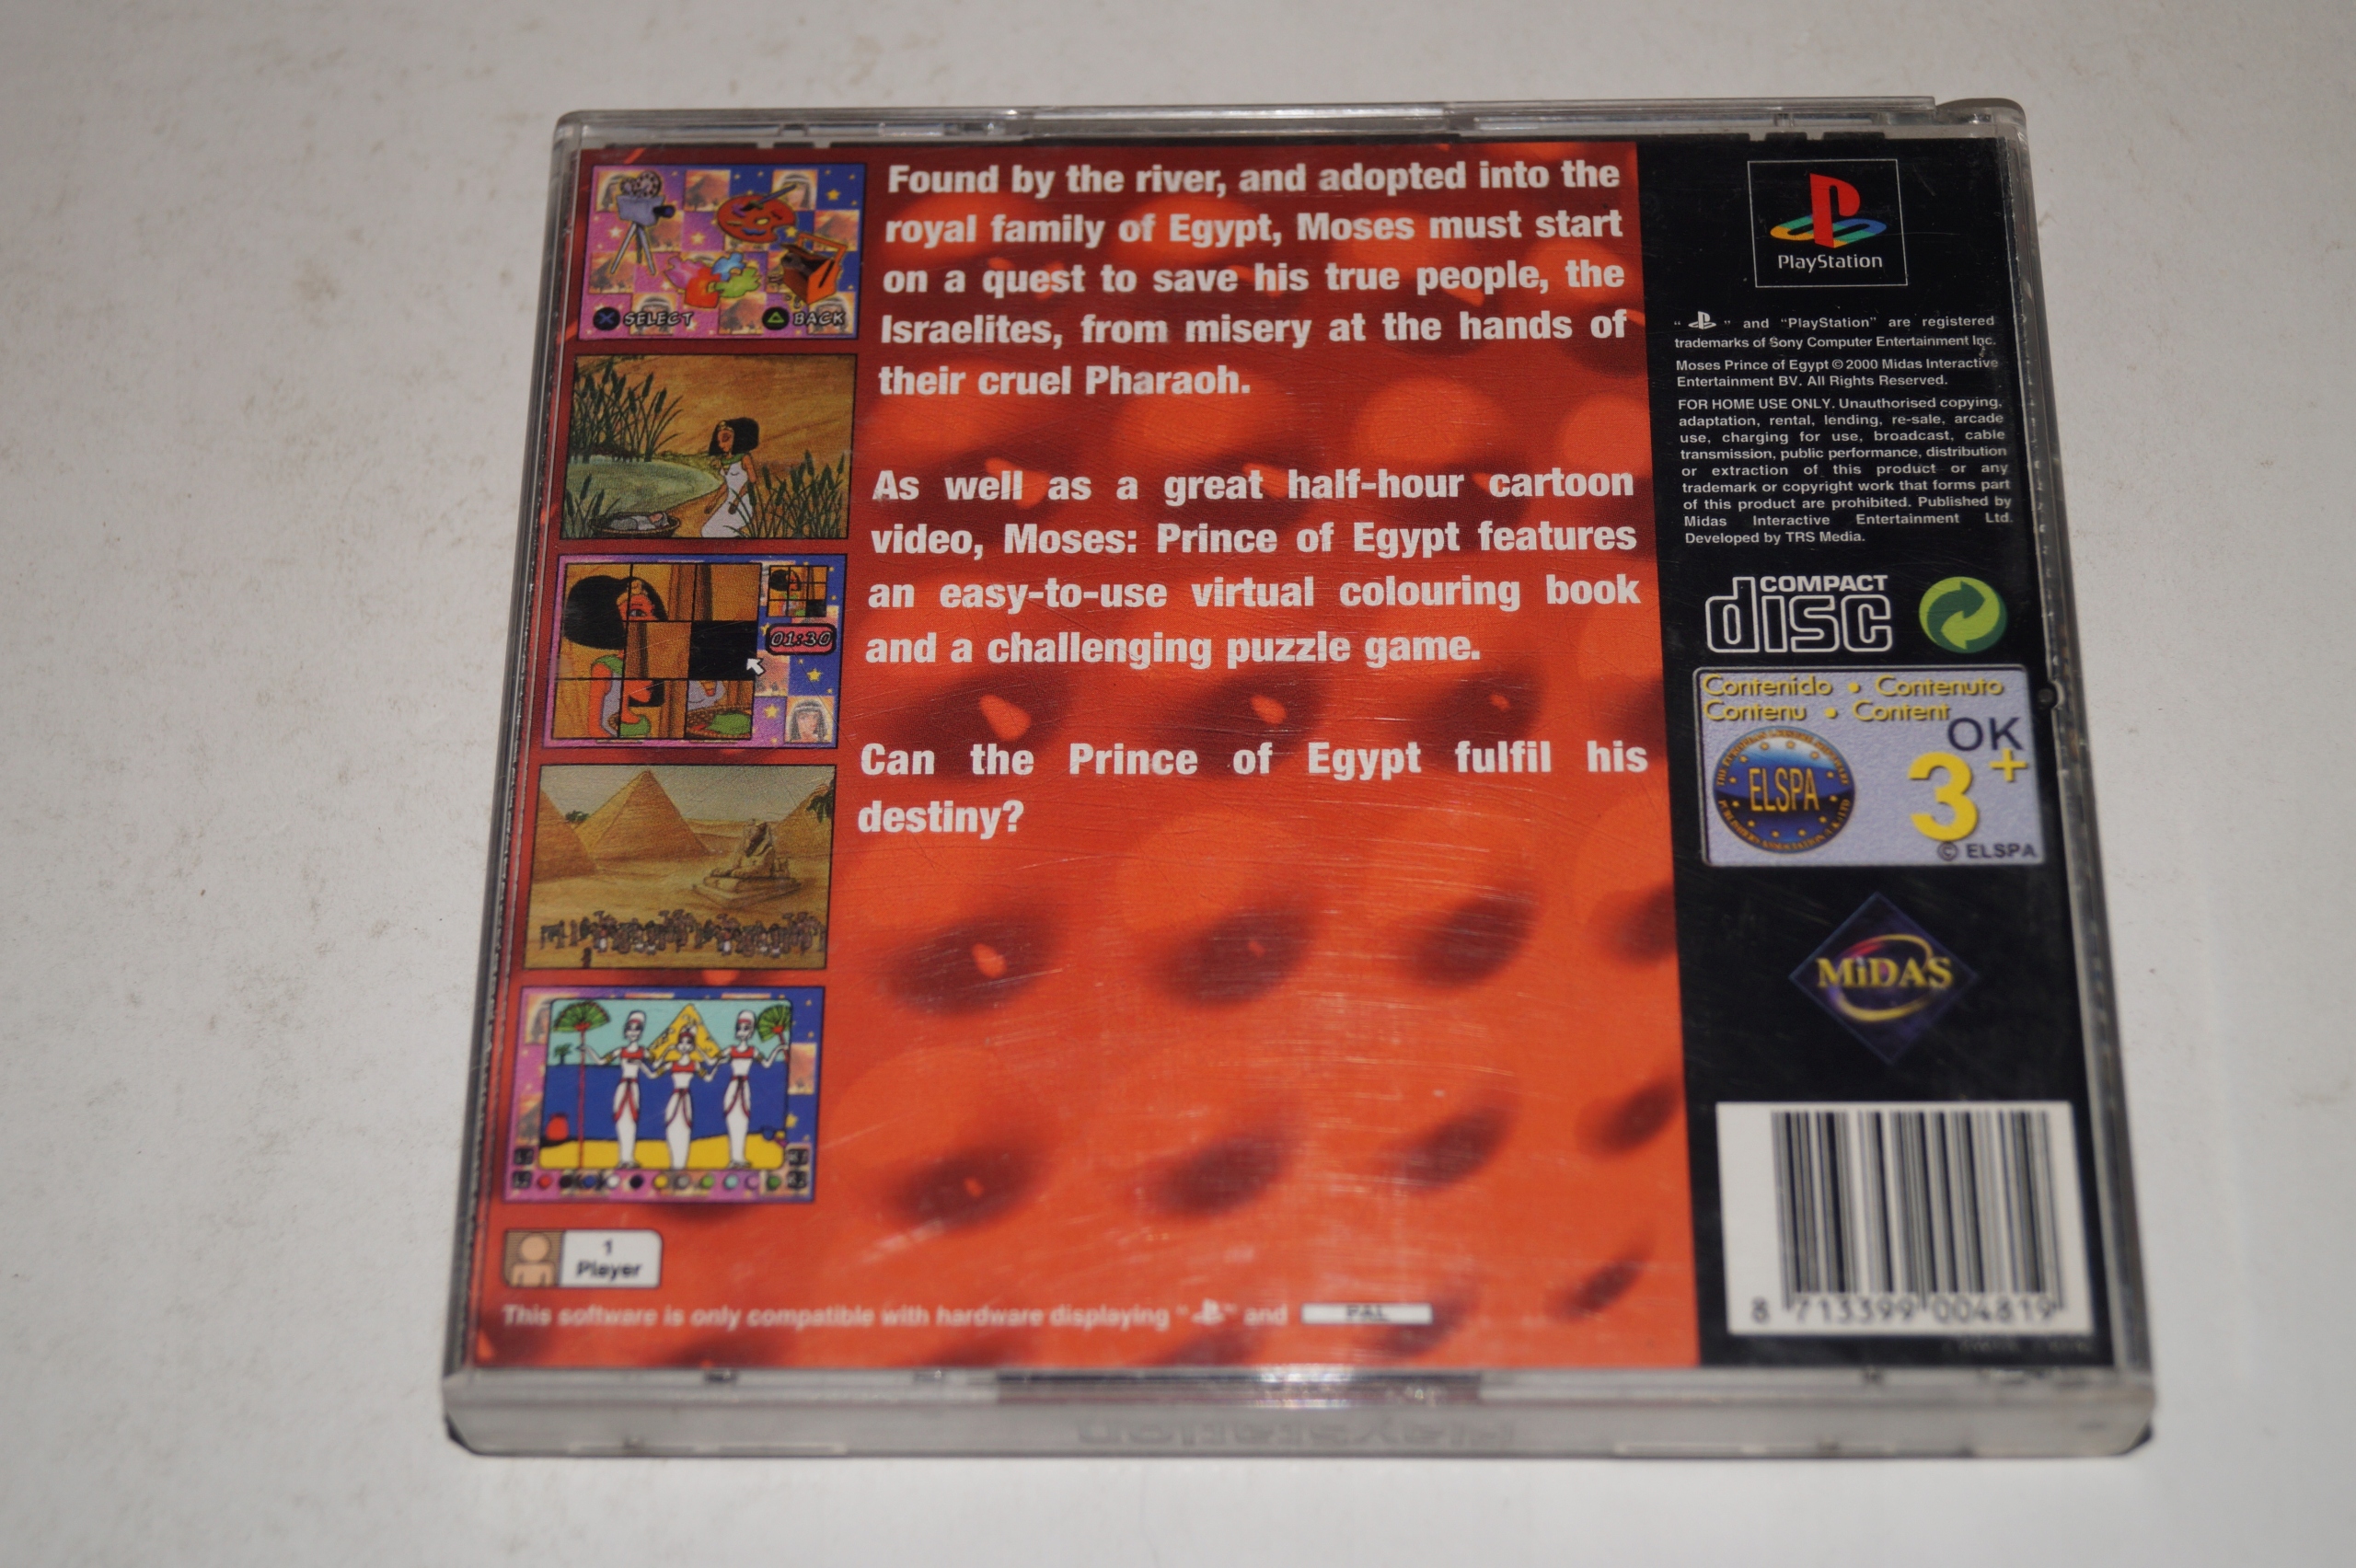 SELECT BACK
Found by the river, and adopted into the
royal family of Egypt, Moses must start
on a quest to save his true people, the
Israelites, from misery at the hands of
their cruel Pharaoh.
As well as a great half-hour cartoon
video, Moses: Prince of Egypt features
an easy-to-use virtual colouring book
and a challenging puzzle game.
01:30
Can the Prince of Egypt fulfil his
destiny?
1
Player
This software is only compatible with hardware displaying " " and PAL
PlayStation
" " and "PlayStation" are registered
trademarks of Sony Computer Entertainment Inc.
Moses Prince of Egypt © 2000 Midas Interactive
Entertainment BV. All Rights Reserved.
FOR HOME USE ONLY. Unauthorised copying,
adaptation, rental, lending, re-sale, arcade
use, charging for use, broadcast, cable
transmission, public performance, distribution
or extraction of this product or any
trademark or copyright work that forms part
of this product are prohibited. Published by
Midas Interactive Entertainment Ltd.
Developed by TRS Media.
COMPACT
disc
Contenido • Contenuto
Contenu • Content
OK
3+
ELSPA
© ELSPA
MiDAS
8 713399 004819
PlayStation